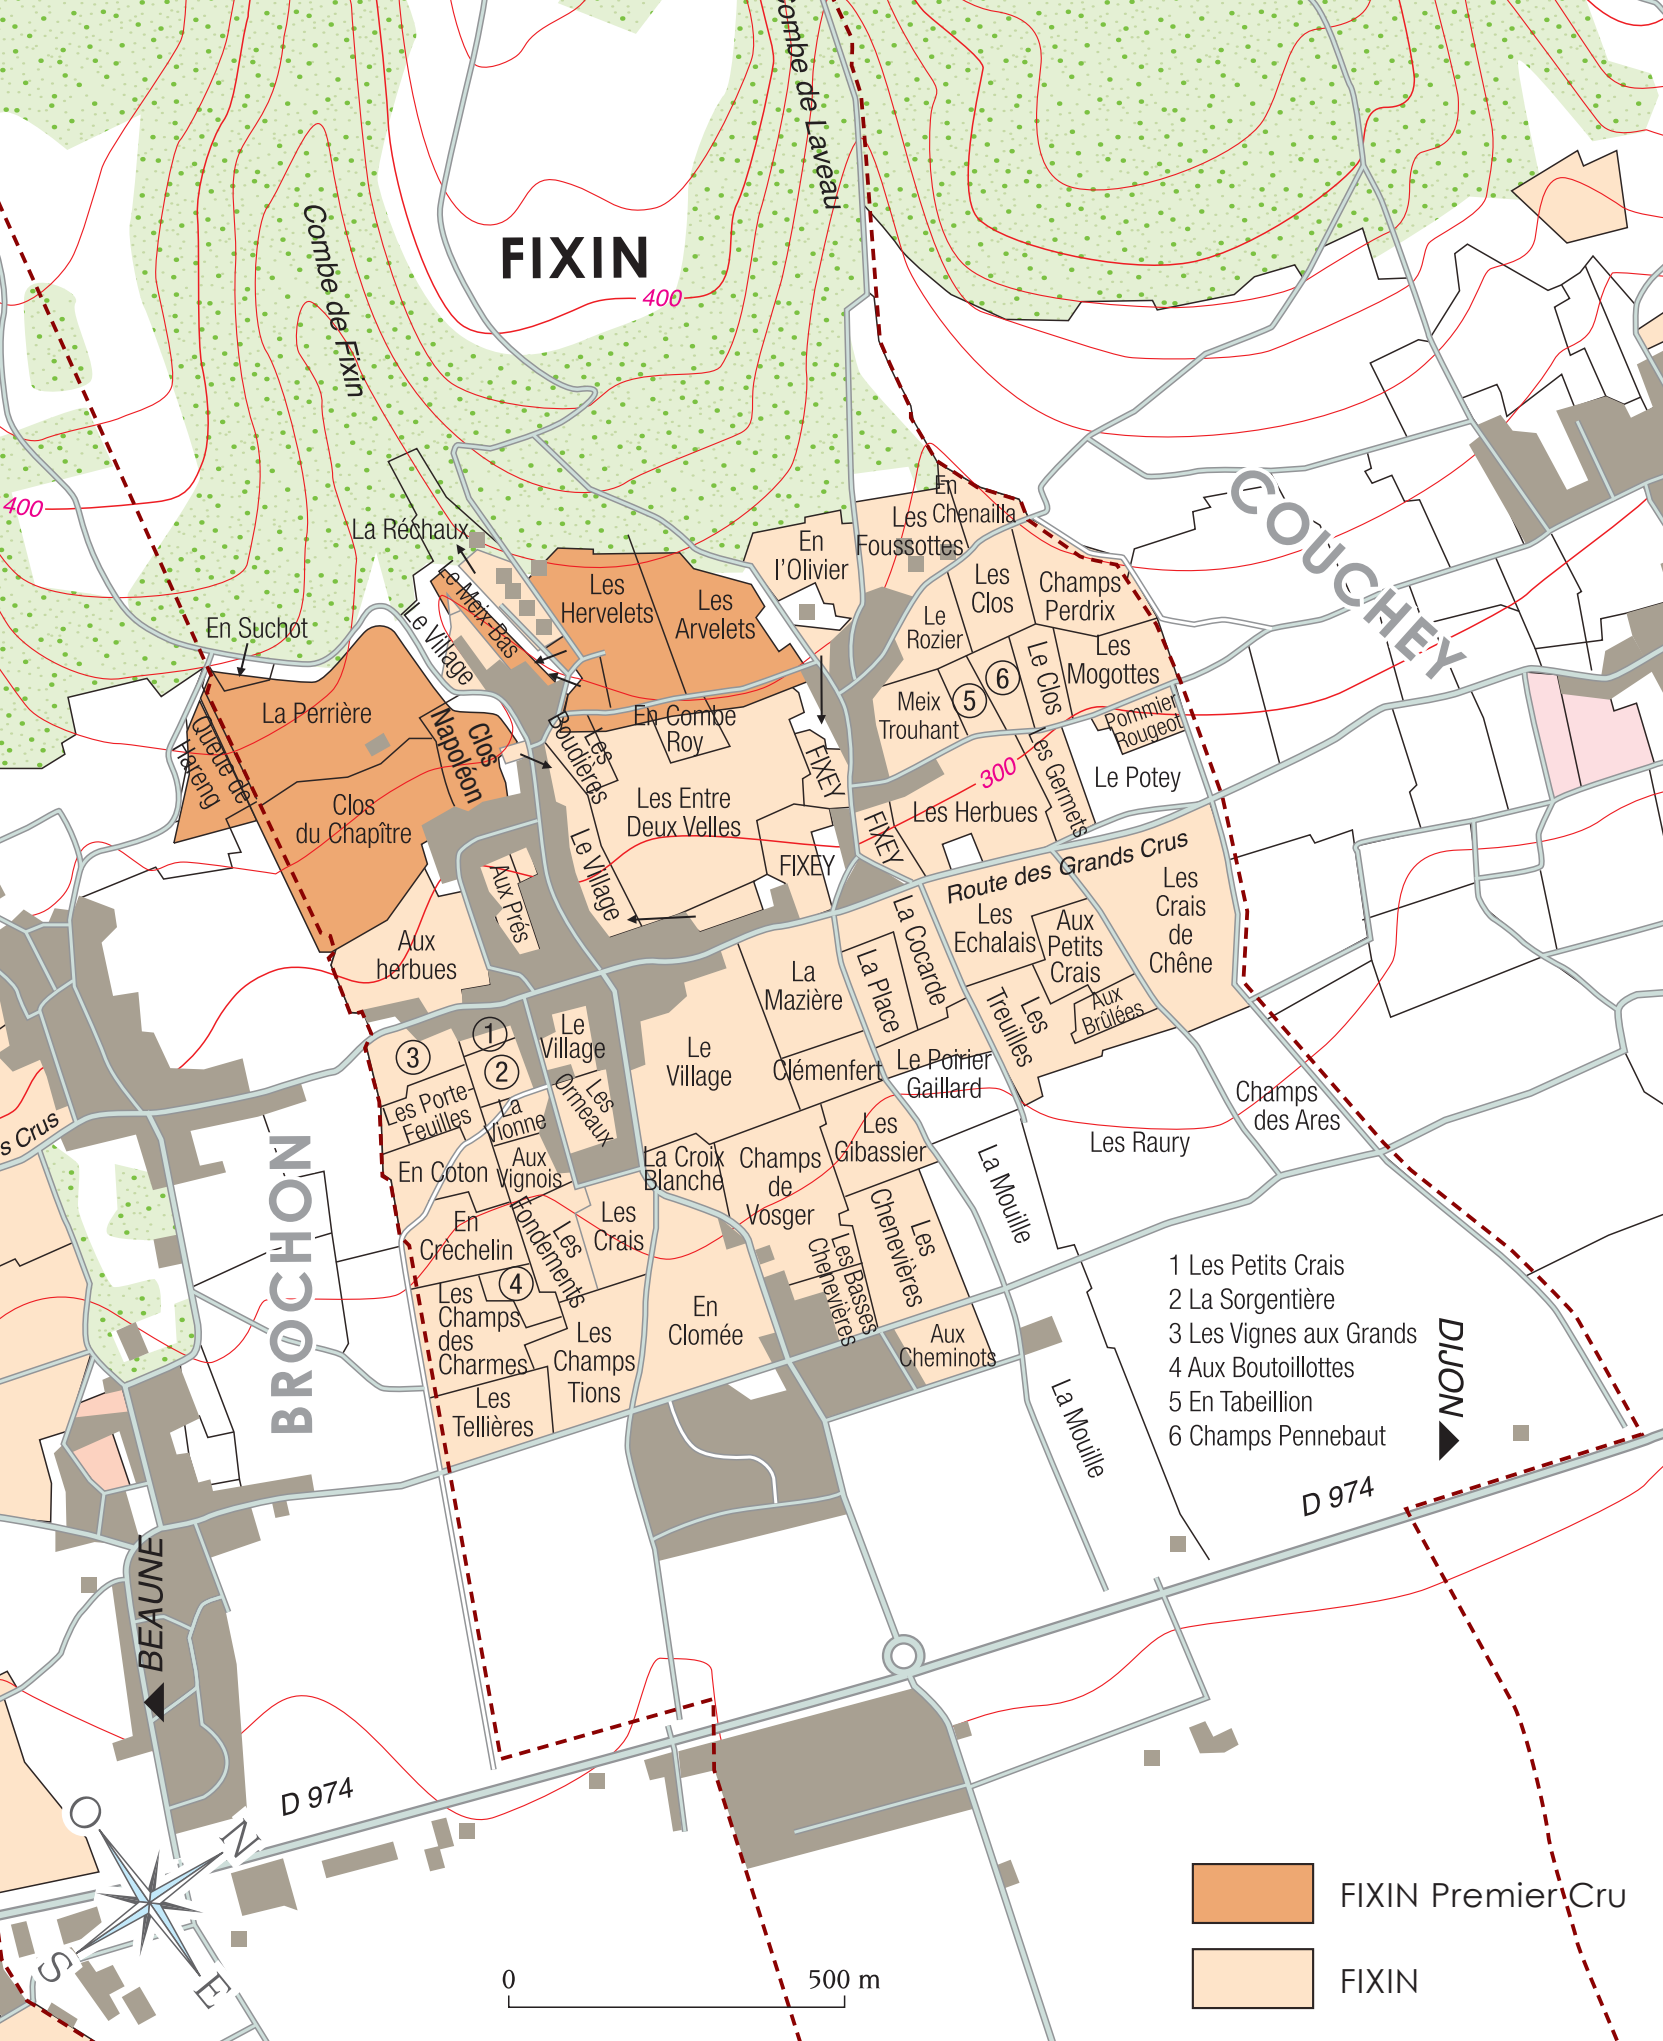 Combe de Laveau
Combe de Fixin
FIXIN
400
400
COUCHEY
La Réchaux
Le Meix-Bas
Le Village
En Suchot
La Perrière
Queue de
Hareng
Clos
Napoléon
Clos
du Chapître
Les
Hervelets
Les
Arvelets
En
l'Olivier
Les
Foussottes
En
Chenailla
Les
Clos
Champs
Perdrix
Le
Rozier
Les
Mogottes
Le Clos
6
5
Meix
Trouhant
Pommier
Rougeot
Le Potey
Les Germets
300
Les Herbues
En Combe
Roy
Les
Boudières
Les Entre
Deux Velles
FIXEY
FIXEY
FIXEY
Le Village
Aux Prés
Aux
herbues
Route des Grands Crus
Les
Crais
de
Chêne
Les
Echalais
Aux
Petits
Crais
Aux
Brûlées
Les
Treuilles
La Cocarde
La Place
La
Mazière
Clémenfert
Le Poirier
Gaillard
Le
Village
Le
Village
Les
Ormeaux
1
2
3
Les Porte-
Feuilles
La
Vionne
En Coton
Aux
Vignois
En
Créchelin
Les
Fondements
Les
Crais
La Croix
Blanche
Champs
de
Vosger
Les
Gibassier
Les
Chenevières
Les Basses
Chenevières
Aux
Cheminots
4
Les
Champs
des
Charmes
Les
Tellières
Les
Champs
Tions
En
Clomée
La Mouille
La Mouille
Les Raury
Champs
des Ares
s Crus
BROCHON
1 Les Petits Crais
2 La Sorgentière
3 Les Vignes aux Grands
4 Aux Boutoillottes
5 En Tabeillion
6 Champs Pennebaut
DIJON
D 974
BEAUNE
D 974
O
N
S
E
0
500 m
FIXIN Premier Cru
FIXIN